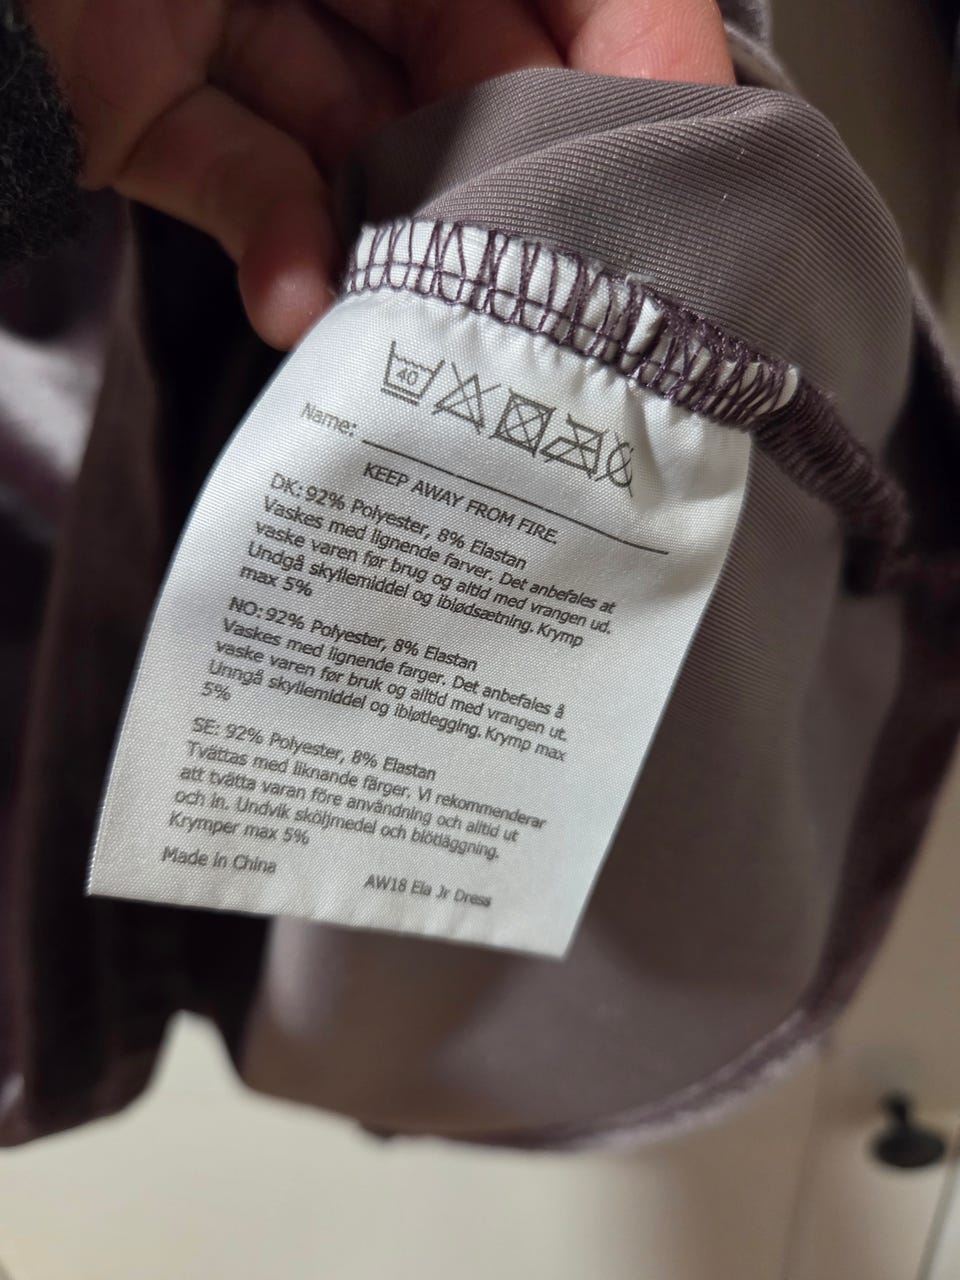 40
Name:
KEEP AWAY FROM FIRE.
DK: 92% Polyester, 8% Elastan
Vaskes med lignende farver. Det anbefales at
vaske varen før brug og altid med vrangen ud.
Undgå skyllemiddel og iblødsætning. Krymp
max 5%
NO: 92% Polyester, 8% Elastan
Vaskes med lignende farger. Det anbefales å
vaske varen før bruk og alltid med vrangen ut.
Unngå skyllemiddel og ibløtlegging. Krymp max
5%
SE: 92% Polyester, 8% Elastan
Tvättas med liknande färger. Vi rekommenderar
att tvätta varan före användning och alltid ut
och in. Undvik sköljmedel och blötläggning.
Krymper max 5%
Made in China
AW18 Ela Jr Dress